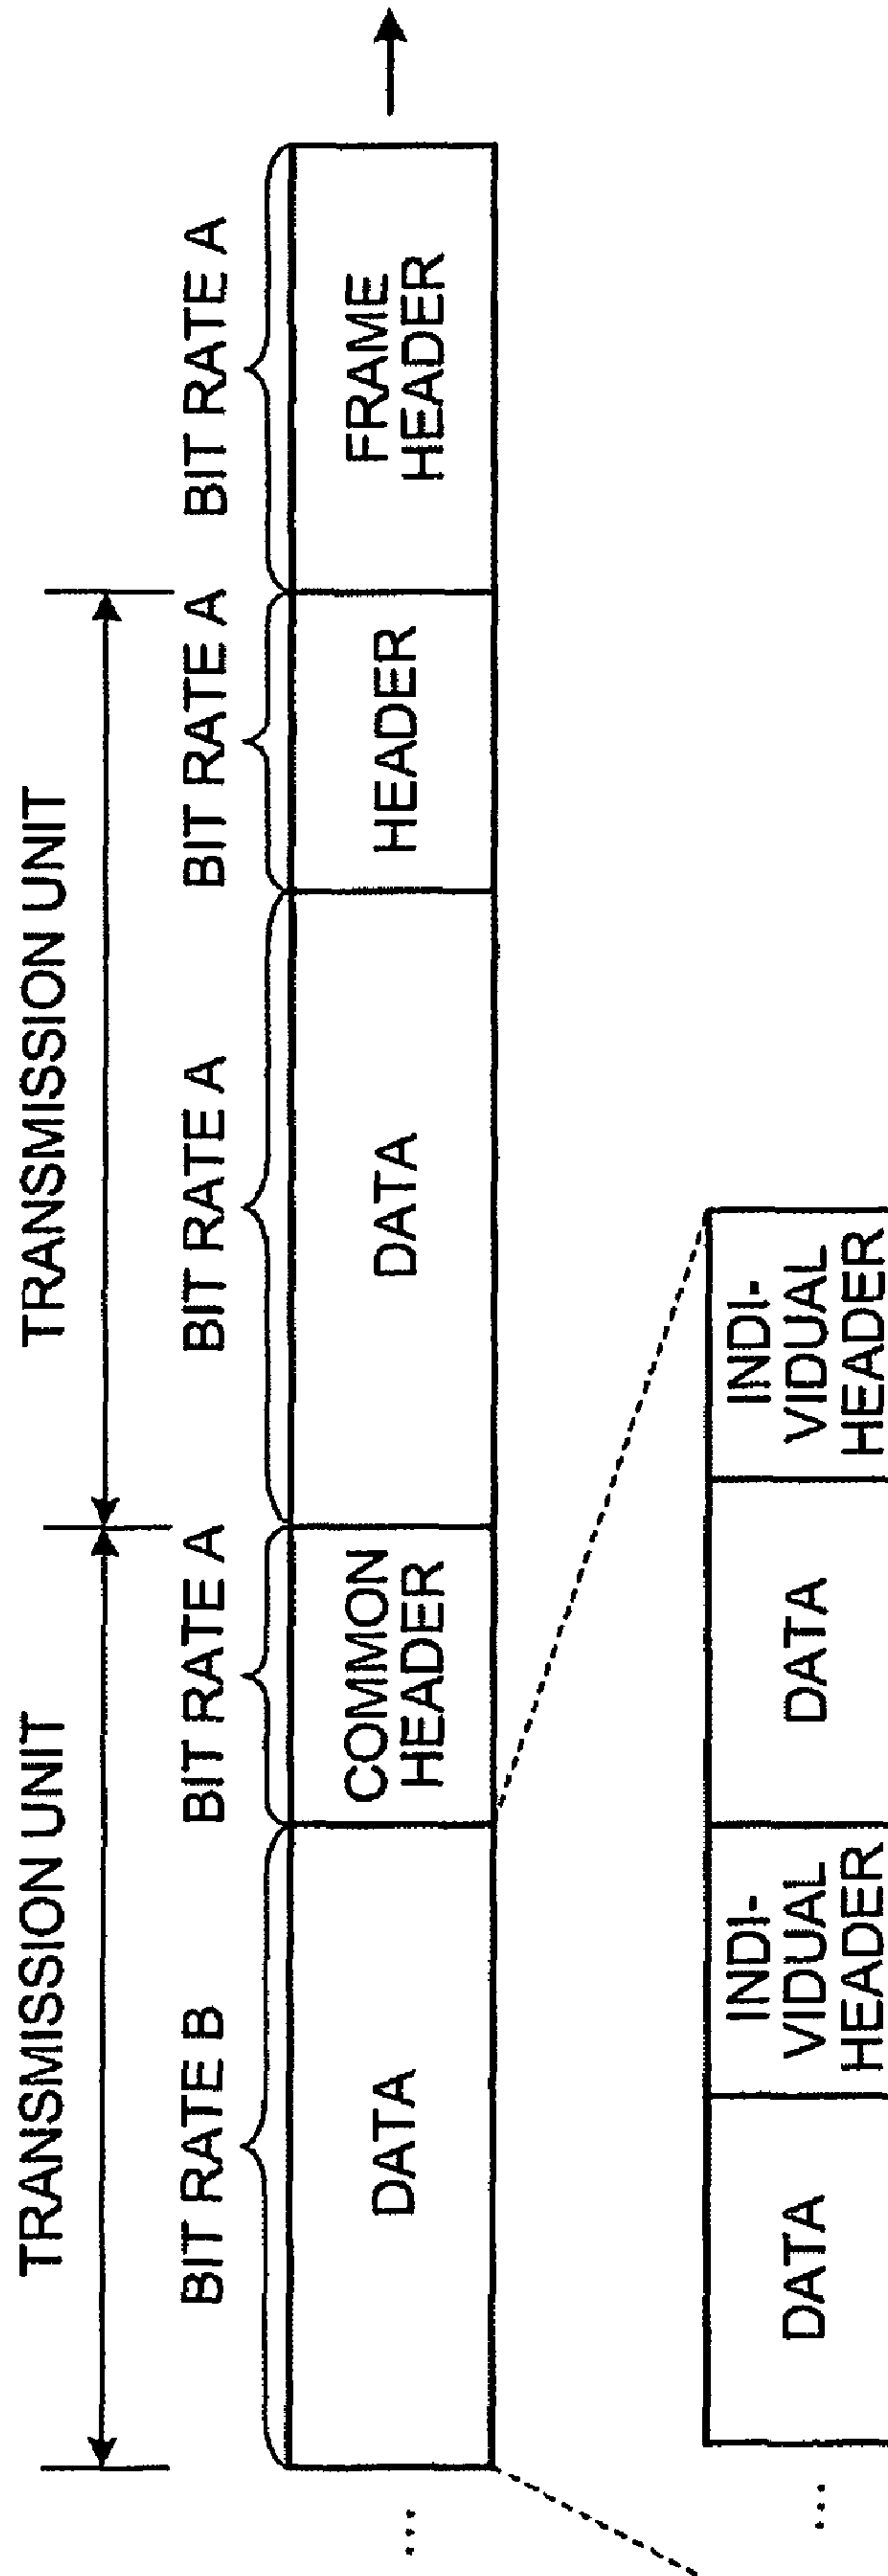 TRANSMISSION UNIT
TRANSMISSION UNIT
BIT RATE B
BIT RATE A
BIT RATE A
BIT RATE A
BIT RATE A
...
DATA
COMMON
HEADER
DATA
HEADER
FRAME
HEADER
...
DATA
INDI-
VIDUAL
HEADER
DATA
INDI-
VIDUAL
HEADER